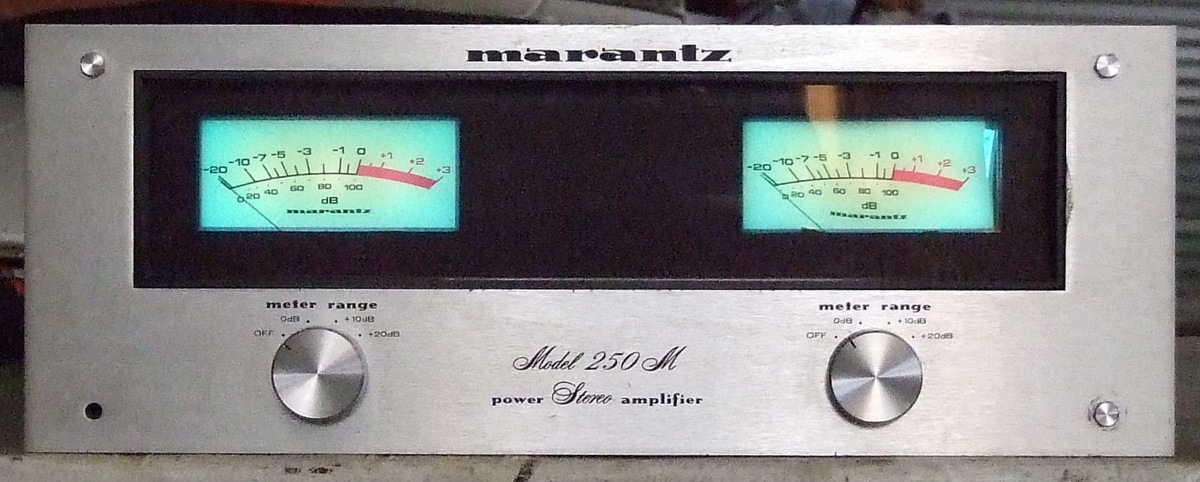 marantz
-20 -10 -7 -5 -3 -1 0 +1 +2 +3
0 20 40 60 80 100
dB
marantz
-20 -10 -7 -5 -3 -1 0 +1 +2 +3
0 20 40 60 80 100
dB
marantz
meter range
OFF 0dB +10dB +20dB
meter range
OFF 0dB +10dB +20dB
Model 250 M
power Stereo amplifier